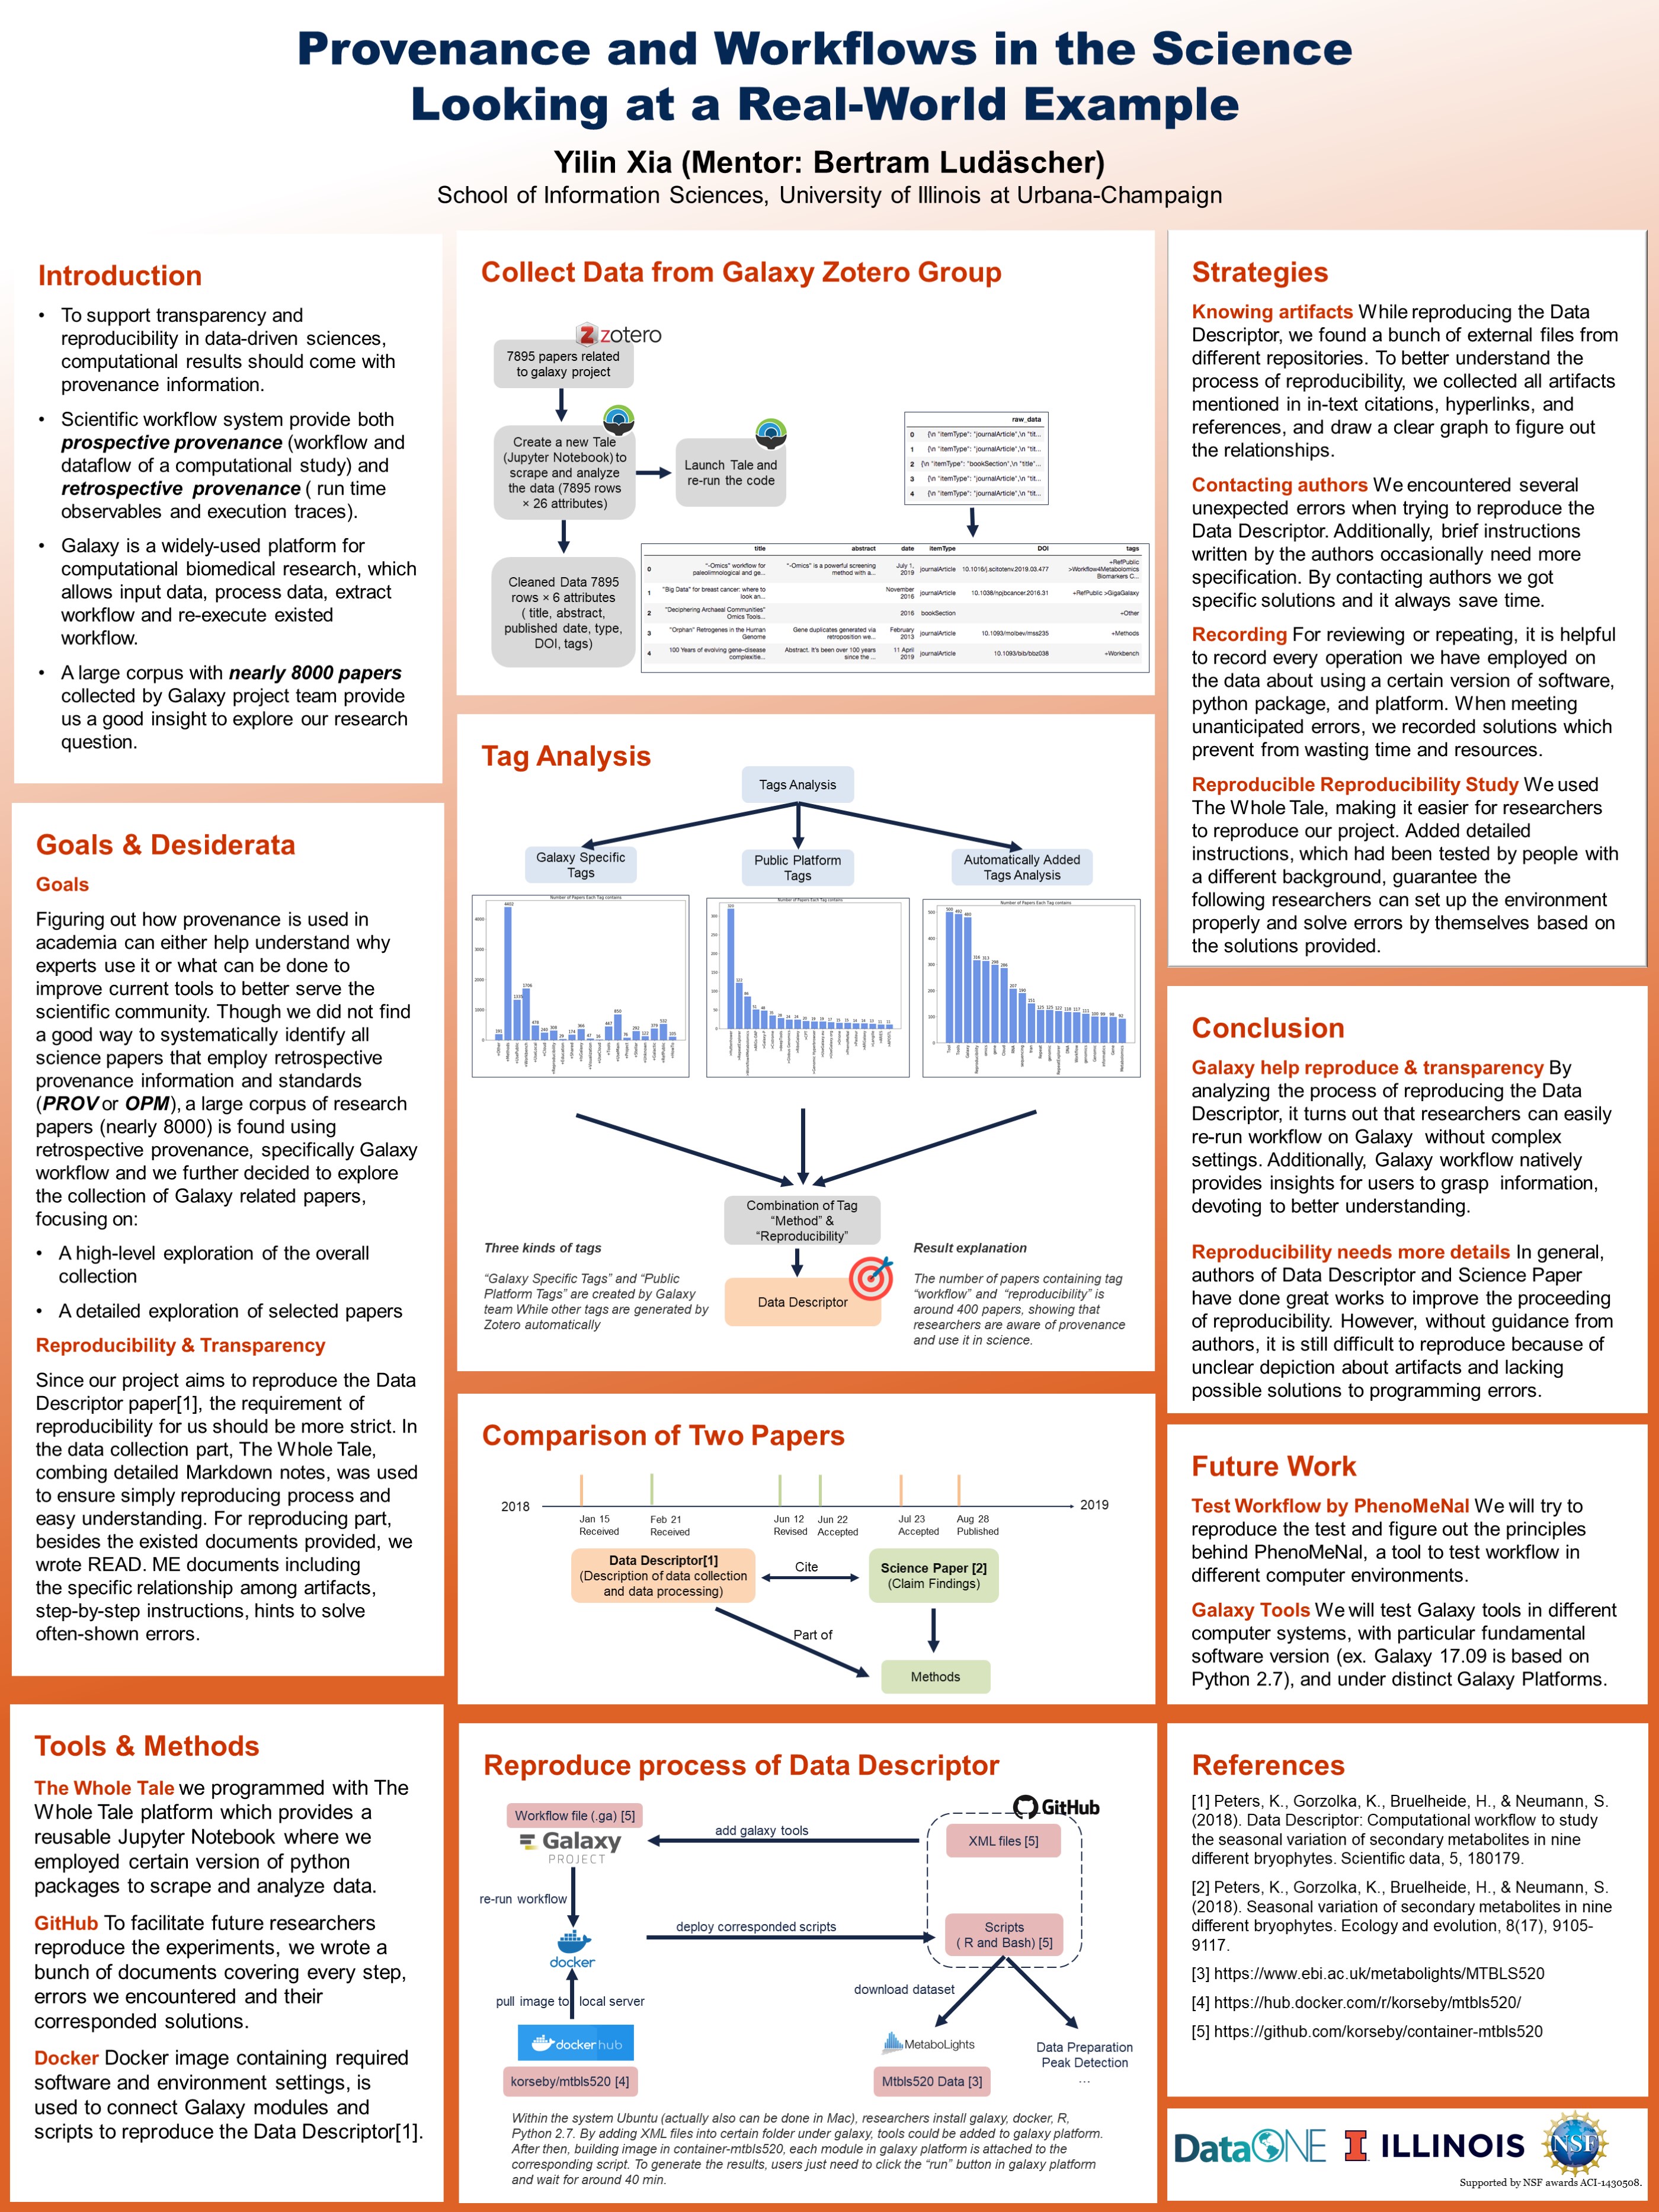 Provenance and Workflows in the Science
Looking at a Real-World Example
Yilin Xia (Mentor: Bertram Ludäscher)
School of Information Sciences, University of Illinois at Urbana-Champaign
Introduction
• To support transparency and
reproducibility in data-driven sciences,
computational results should come with
provenance information.
• Scientific workflow system provide both
prospective provenance (workflow and
dataflow of a computational study) and
retrospective provenance ( run time
observables and execution traces).
• Galaxy is a widely-used platform for
computational biomedical research, which
allows input data, process data, extract
workflow and re-execute existed
workflow.
• A large corpus with nearly 8000 papers
collected by Galaxy project team provide
us a good insight to explore our research
question.
Goals & Desiderata
Goals
Figuring out how provenance is used in
academia can either help understand why
experts use it or what can be done to
improve current tools to better serve the
scientific community. Though we did not find
a good way to systematically identify all
science papers that employ retrospective
provenance information and standards
(PROV or OPM), a large corpus of research
papers (nearly 8000) is found using
retrospective provenance, specifically Galaxy
workflow and we further decided to explore
the collection of Galaxy related papers,
focusing on:
• A high-level exploration of the overall
collection
• A detailed exploration of selected papers
Reproducibility & Transparency
Since our project aims to reproduce the Data
Descriptor paper[1], the requirement of
reproducibility for us should be more strict. In
the data collection part, The Whole Tale,
combing detailed Markdown notes, was used
to ensure simply reproducing process and
easy understanding. For reproducing part,
besides the existed documents provided, we
wrote READ. ME documents including
the specific relationship among artifacts,
step-by-step instructions, hints to solve
often-shown errors.
Tools & Methods
The Whole Tale we programmed with The
Whole Tale platform which provides a
reusable Jupyter Notebook where we
employed certain version of python
packages to scrape and analyze data.
GitHub To facilitate future researchers
reproduce the experiments, we wrote a
bunch of documents covering every step,
errors we encountered and their
corresponded solutions.
Docker Docker image containing required
software and environment settings, is
used to connect Galaxy modules and
scripts to reproduce the Data Descriptor[1].
Collect Data from Galaxy Zotero Group
zotero
7895 papers related
to galaxy project
Create a new Tale
(Jupyter Notebook) to
scrape and analyze
the data (7895 rows
× 26 attributes)
Launch Tale and
re-run the code
Cleaned Data 7895
rows × 6 attributes
( title, abstract,
published date, type,
DOI, tags)
raw_data
0 {\n "itemType": "journalArticle",\n "tit...
1 {\n "itemType": "journalArticle",\n "tit...
2 {\n "itemType": "bookSection",\n "title"...
3 {\n "itemType": "journalArticle",\n "tit...
4 {\n "itemType": "journalArticle",\n "tit...
title abstract date itemType DOI tags
0 "-Omics" workflow for paleolimnological and ge... "-Omics" is a powerful screening method with a... July 1, 2019 journalArticle 10.1016/j.scitotenv.2019.03.477 +RefPublic >Workflow4Metabolomics Biomarkers C...
1 "Big Data" for breast cancer: where to look an... November 2016 journalArticle 10.1038/npjbcancer.2016.31 +RefPublic >GigaGalaxy
2 "Deciphering Archaeal Communities" Omics Tools... 2016 bookSection +Other
3 "Orphan" Retrogenes in the Human Genome Gene duplicates generated via retroposition we... February 2013 journalArticle 10.1093/molbev/mss235 +Methods
4 100 Years of evolving gene-disease complexitie... Abstract. It's been over 100 years since the ... 11 April 2019 journalArticle 10.1093/bib/bbz038 +Workbench
Tag Analysis
Tags Analysis
Galaxy Specific
Tags
Public Platform
Tags
Automatically Added
Tags Analysis
Number of Papers Each Tag contains
Number of Papers Each Tag contains
Number of Papers Each Tag contains
Combination of Tag
“Method” &
“Reproducibility”
Data Descriptor
Three kinds of tags
“Galaxy Specific Tags” and “Public
Platform Tags” are created by Galaxy
team While other tags are generated by
Zotero automatically
Result explanation
The number of papers containing tag
“workflow” and “reproducibility” is
around 400 papers, showing that
researchers are aware of provenance
and use it in science.
Comparison of Two Papers
2018
2019
Jan 15
Received
Feb 21
Received
Jun 12
Revised
Jun 22
Accepted
Jul 23
Accepted
Aug 28
Published
Data Descriptor[1]
(Description of data collection
and data processing)
Cite
Science Paper [2]
(Claim Findings)
Part of
Methods
Reproduce process of Data Descriptor
Workflow file (.ga) [5]
Galaxy
PROJECT
add galaxy tools
GitHub
XML files [5]
re-run workflow
docker
deploy corresponded scripts
Scripts
( R and Bash) [5]
pull image to local server
dockerhub
korseby/mtbls520 [4]
download dataset
MetaboLights
Mtbls520 Data [3]
Data Preparation
Peak Detection
...
Within the system Ubuntu (actually also can be done in Mac), researchers install galaxy, docker, R,
Python 2.7. By adding XML files into certain folder under galaxy, tools could be added to galaxy platform.
After then, building image in container-mtbls520, each module in galaxy platform is attached to the
corresponding script. To generate the results, users just need to click the “run” button in galaxy platform
and wait for around 40 min.
Strategies
Knowing artifacts While reproducing the Data
Descriptor, we found a bunch of external files from
different repositories. To better understand the
process of reproducibility, we collected all artifacts
mentioned in in-text citations, hyperlinks, and
references, and draw a clear graph to figure out
the relationships.
Contacting authors We encountered several
unexpected errors when trying to reproduce the
Data Descriptor. Additionally, brief instructions
written by the authors occasionally need more
specification. By contacting authors we got
specific solutions and it always save time.
Recording For reviewing or repeating, it is helpful
to record every operation we have employed on
the data about using a certain version of software,
python package, and platform. When meeting
unanticipated errors, we recorded solutions which
prevent from wasting time and resources.
Reproducible Reproducibility Study We used
The Whole Tale, making it easier for researchers
to reproduce our project. Added detailed
instructions, which had been tested by people with
a different background, guarantee the
following researchers can set up the environment
properly and solve errors by themselves based on
the solutions provided.
Conclusion
Galaxy help reproduce & transparency By
analyzing the process of reproducing the Data
Descriptor, it turns out that researchers can easily
re-run workflow on Galaxy without complex
settings. Additionally, Galaxy workflow natively
provides insights for users to grasp information,
devoting to better understanding.
Reproducibility needs more details In general,
authors of Data Descriptor and Science Paper
have done great works to improve the proceeding
of reproducibility. However, without guidance from
authors, it is still difficult to reproduce because of
unclear depiction about artifacts and lacking
possible solutions to programming errors.
Future Work
Test Workflow by PhenoMeNal We will try to
reproduce the test and figure out the principles
behind PhenoMeNal, a tool to test workflow in
different computer environments.
Galaxy Tools We will test Galaxy tools in different
computer systems, with particular fundamental
software version (ex. Galaxy 17.09 is based on
Python 2.7), and under distinct Galaxy Platforms.
References
[1] Peters, K., Gorzolka, K., Bruelheide, H., & Neumann, S.
(2018). Data Descriptor: Computational workflow to study
the seasonal variation of secondary metabolites in nine
different bryophytes. Scientific data, 5, 180179.
[2] Peters, K., Gorzolka, K., Bruelheide, H., & Neumann, S.
(2018). Seasonal variation of secondary metabolites in nine
different bryophytes. Ecology and evolution, 8(17), 9105-
9117.
[3] https://www.ebi.ac.uk/metabolights/MTBLS520
[4] https://hub.docker.com/r/korseby/mtbls520/
[5] https://github.com/korseby/container-mtbls520
DataONE
I ILLINOIS
NSF
Supported by NSF awards ACI-1430508.